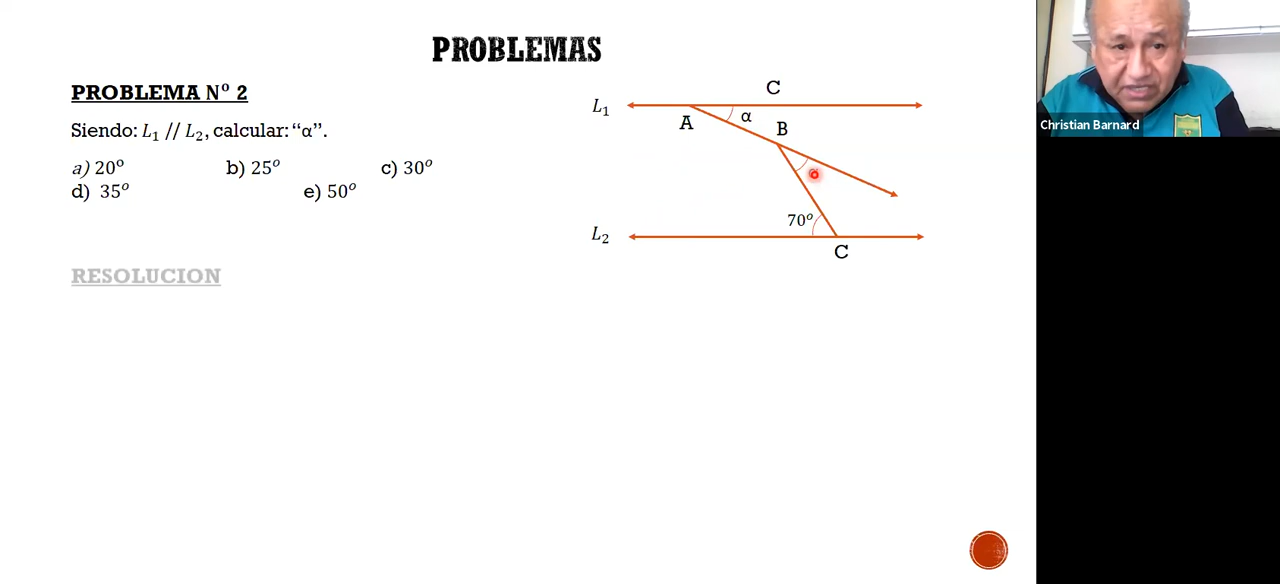 PROBLEMAS
PROBLEMA Nº 2
Siendo: L₁ // L₂, calcular: “α”.
a) 20º b) 25º c) 30º
d) 35º e) 50º
RESOLUCION
C
L₁
A
α
B
α
70º
L₂
C
Christian Barnard